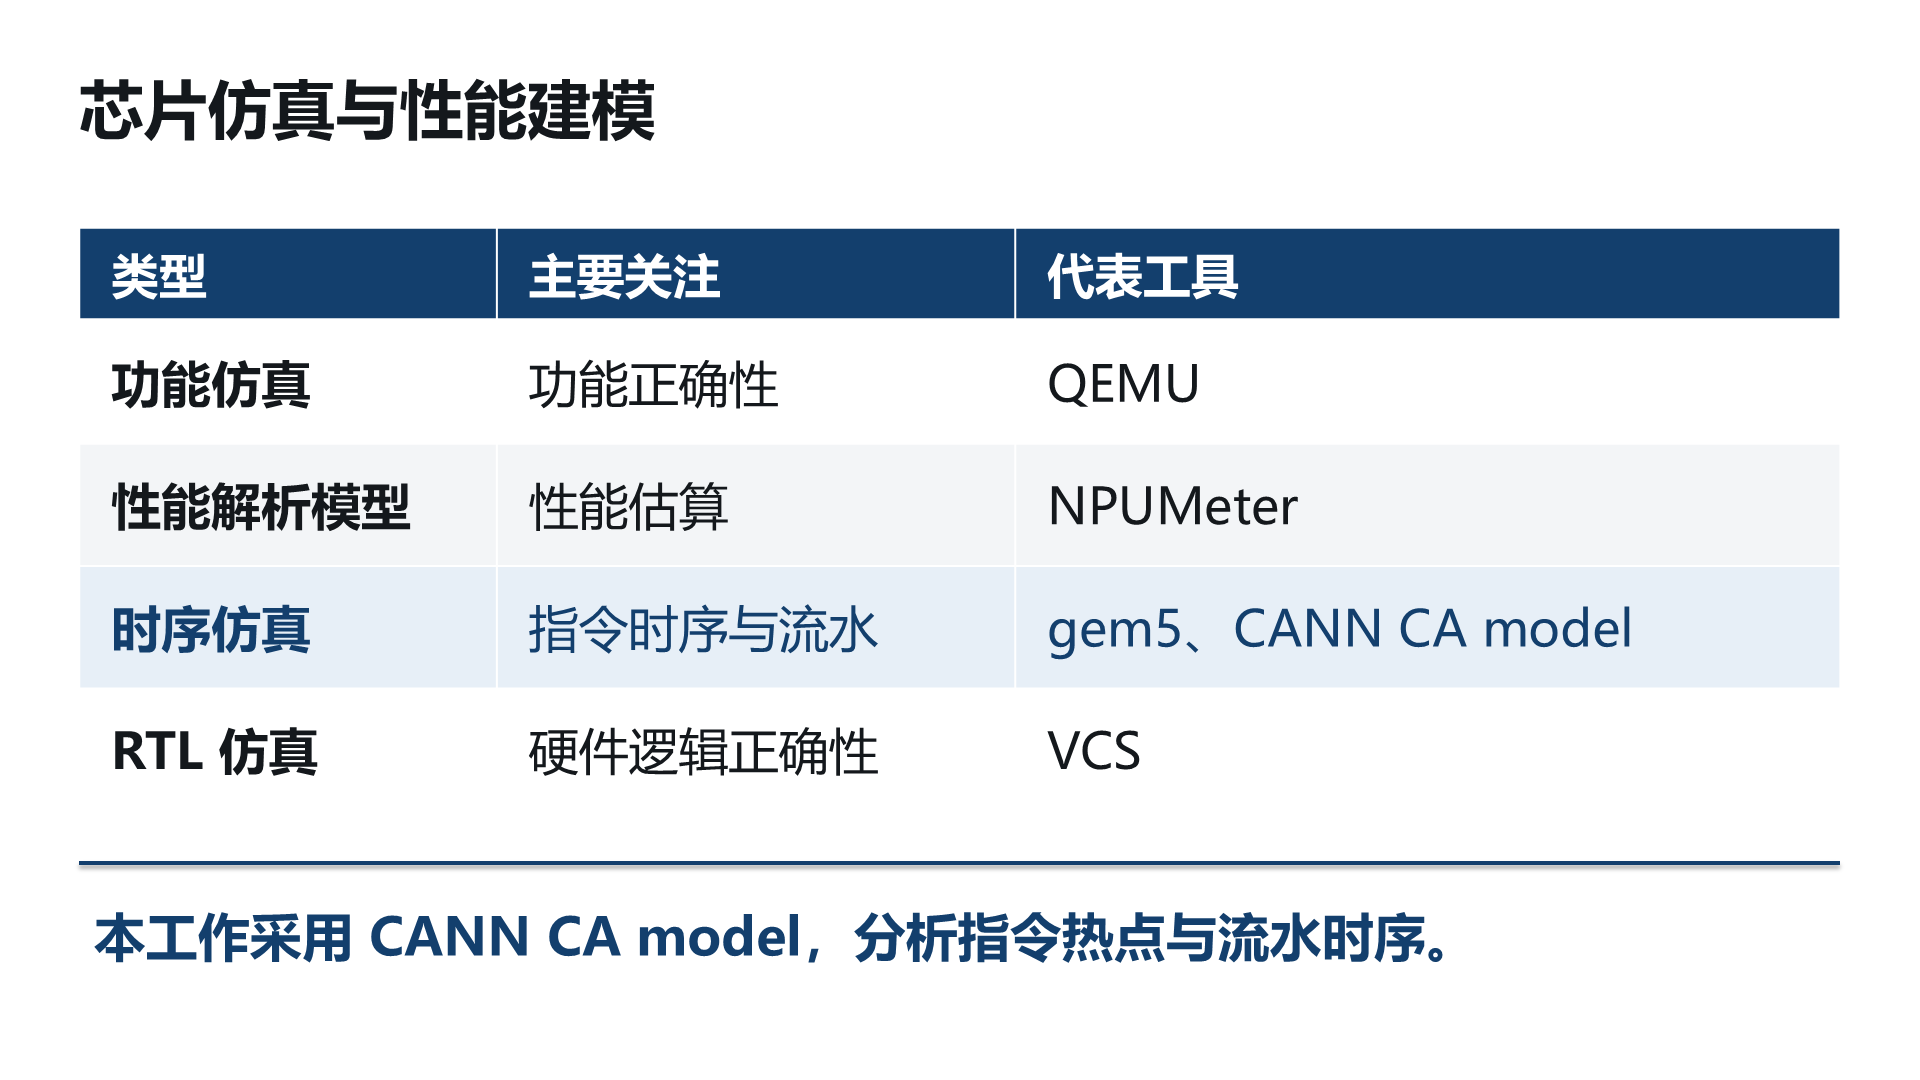 芯片仿真与性能建模
类型 主要关注 代表工具
功能仿真 功能正确性 QEMU
性能解析模型 性能估算 NPUMeter
时序仿真 指令时序与流水 gem5、CANN CA model
RTL 仿真 硬件逻辑正确性 VCS
本工作采用 CANN CA model，分析指令热点与流水时序。